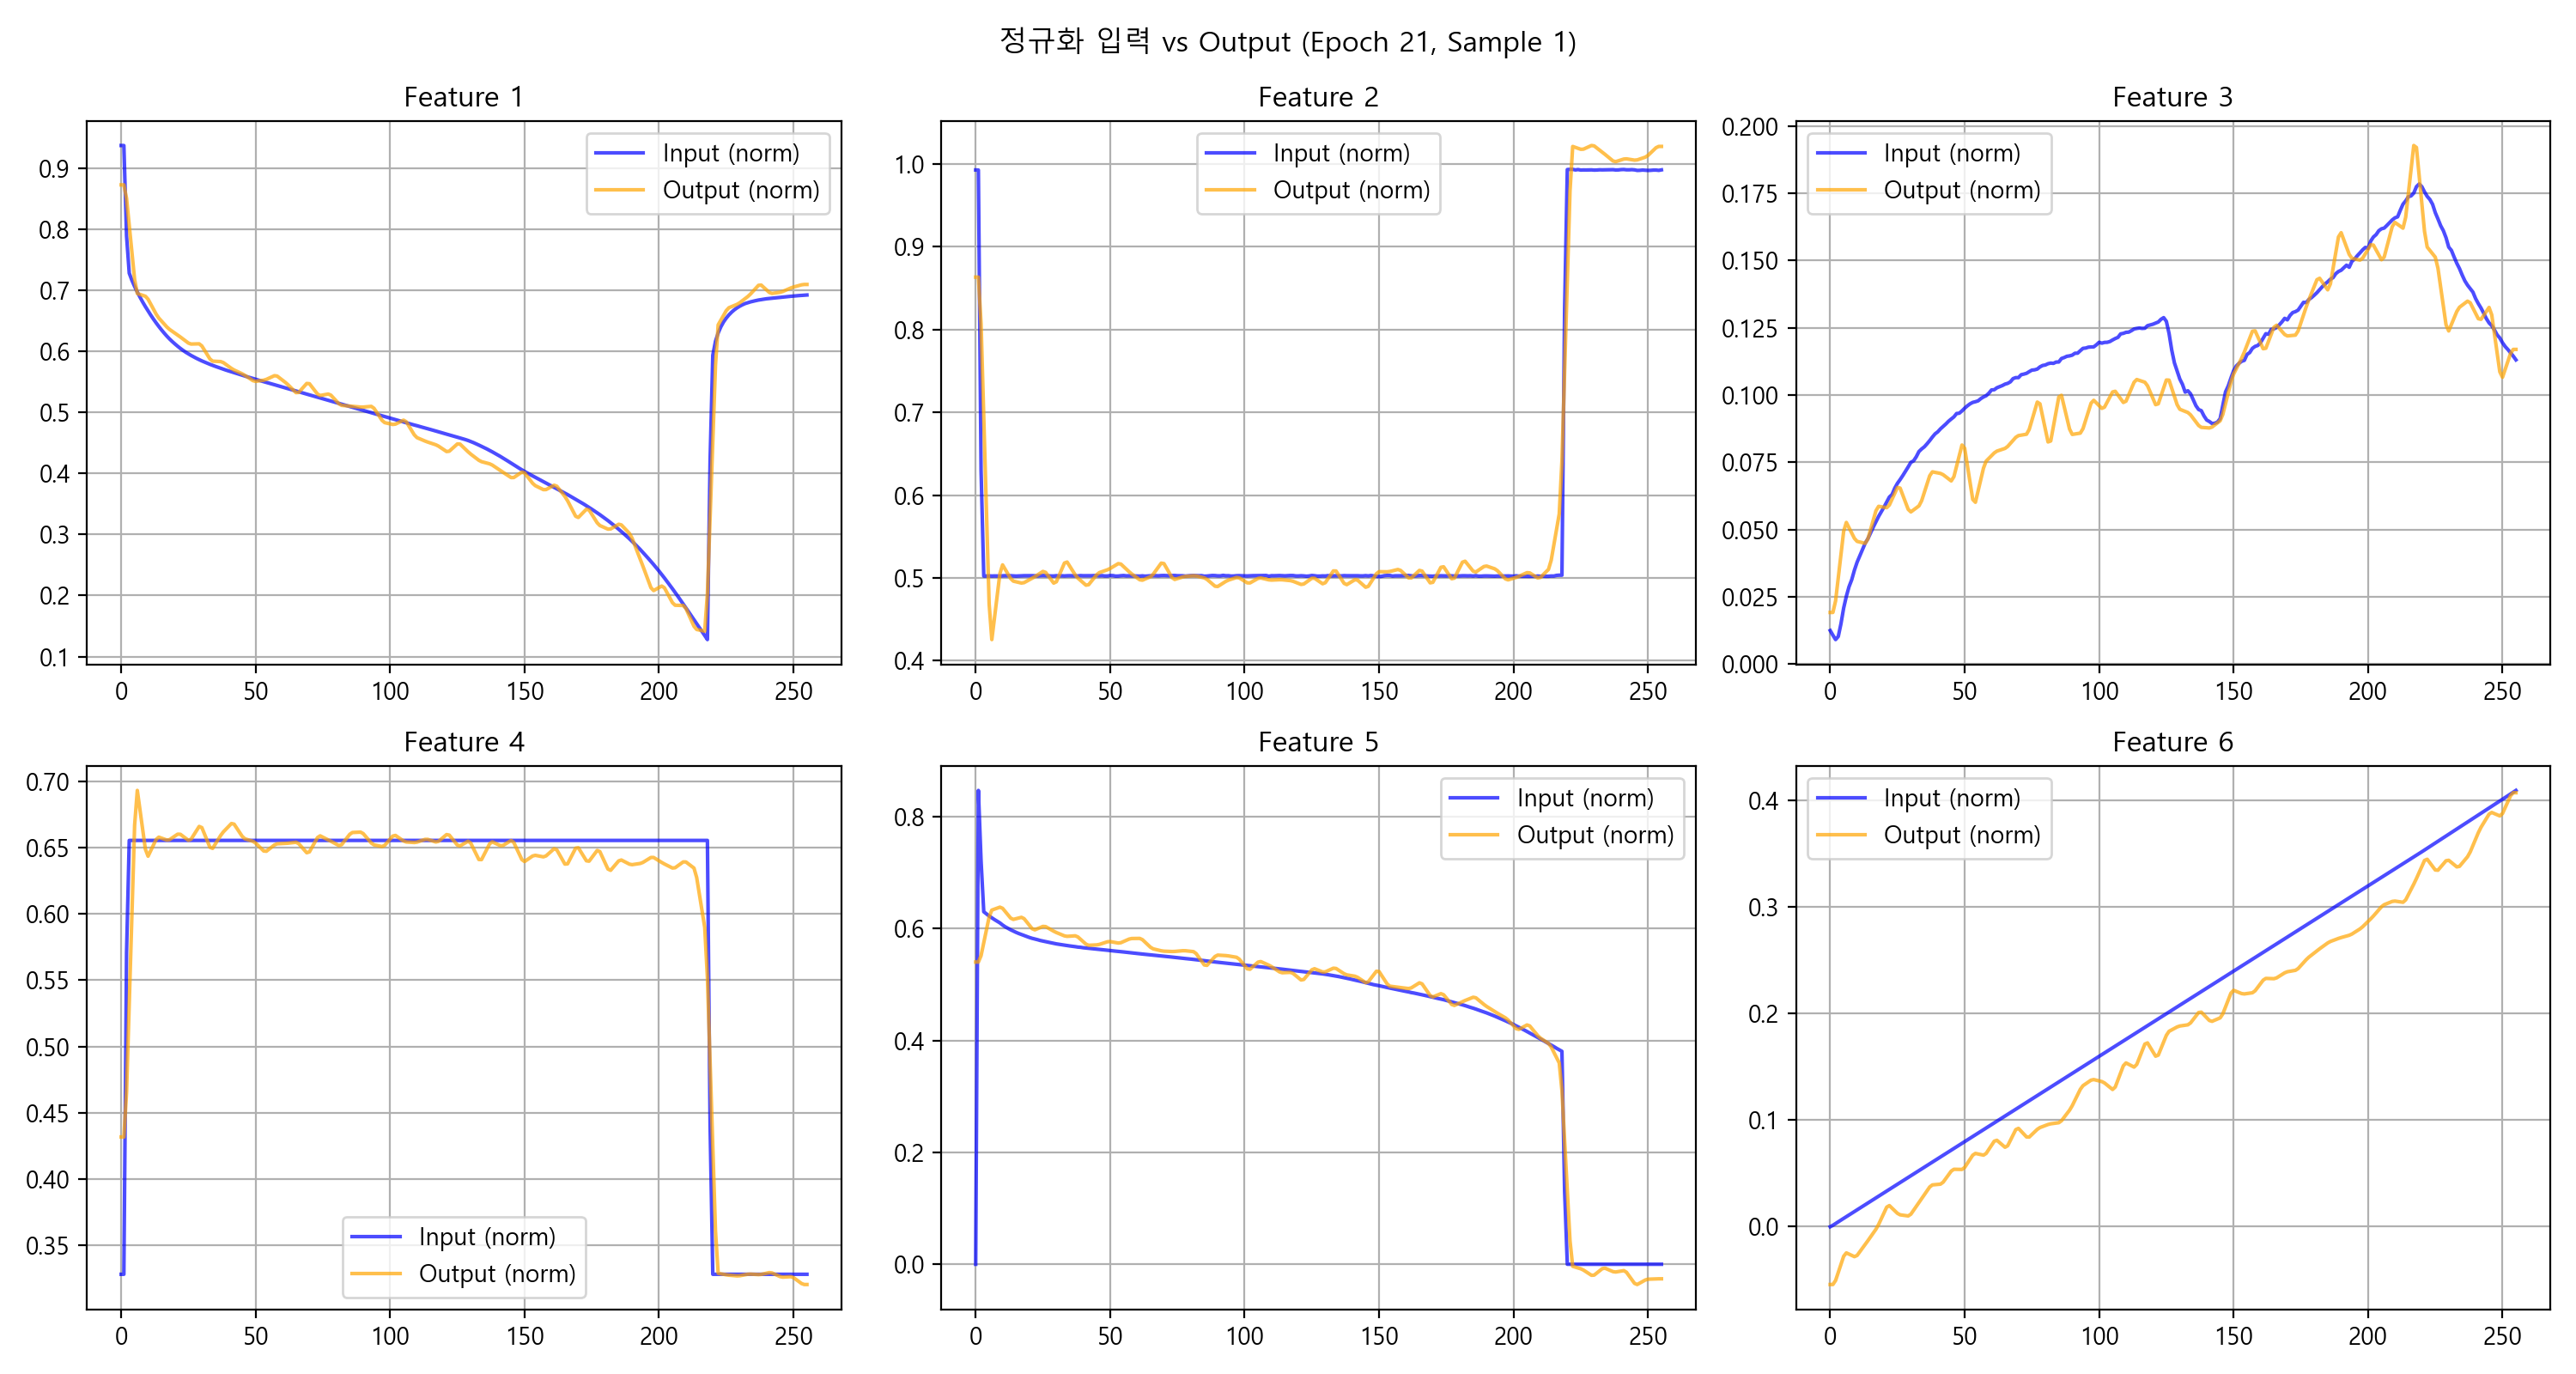 정규화 입력 vs Output (Epoch 21, Sample 1)
Feature 1
Input (norm)
Output (norm)
0.9
0.8
0.7
0.6
0.5
0.4
0.3
0.2
0.1
0 50 100 150 200 250
Feature 2
Input (norm)
Output (norm)
1.0
0.9
0.8
0.7
0.6
0.5
0.4
0 50 100 150 200 250
Feature 3
Input (norm)
Output (norm)
0.200
0.175
0.150
0.125
0.100
0.075
0.050
0.025
0.000
0 50 100 150 200 250
Feature 4
0.70
0.65
0.60
0.55
0.50
0.45
0.40
0.35
Input (norm)
Output (norm)
0 50 100 150 200 250
Feature 5
Input (norm)
Output (norm)
0.8
0.6
0.4
0.2
0.0
0 50 100 150 200 250
Feature 6
Input (norm)
Output (norm)
0.4
0.3
0.2
0.1
0.0
0 50 100 150 200 250